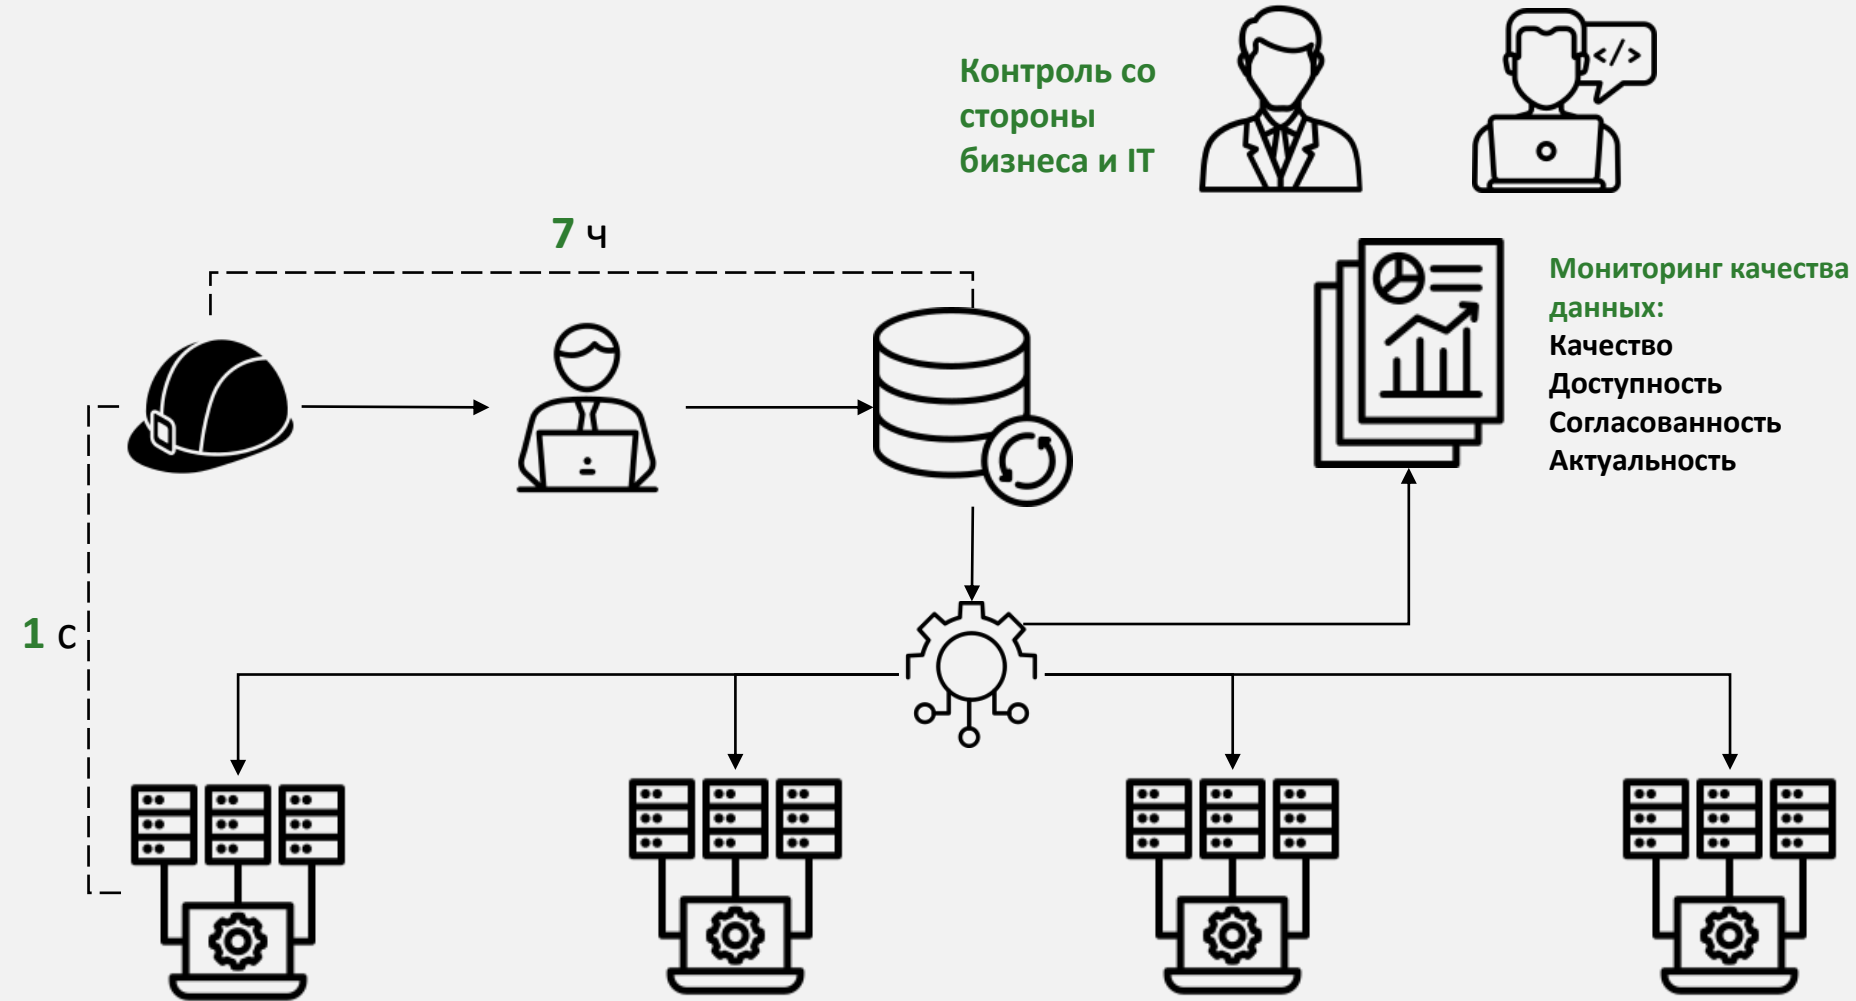 Контроль со
стороны
бизнеса и IT
</>
7 ч
Мониторинг качества
данных:
Качество
Доступность
Согласованность
Актуальность
1 с